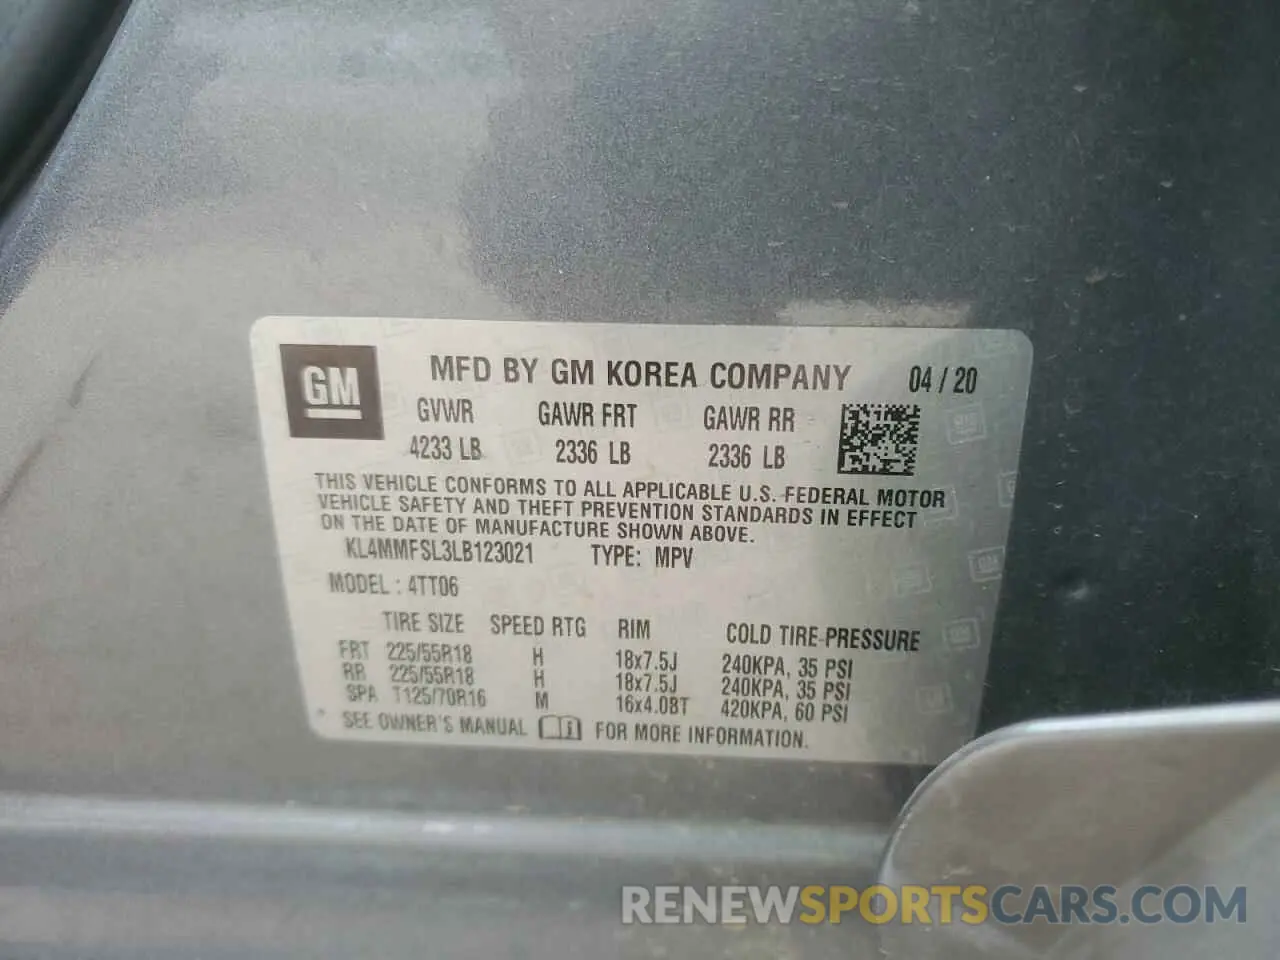 GM
MFD BY GM KOREA COMPANY 04 / 20
GVWR GAWR FRT GAWR RR
4233 LB 2336 LB 2336 LB
THIS VEHICLE CONFORMS TO ALL APPLICABLE U.S. FEDERAL MOTOR
VEHICLE SAFETY AND THEFT PREVENTION STANDARDS IN EFFECT
ON THE DATE OF MANUFACTURE SHOWN ABOVE.
KL4MMFSL3LB123021 TYPE: MPV
MODEL : 4TT06
TIRE SIZE SPEED RTG RIM COLD TIRE PRESSURE
FRT 225/55R18 H 18x7.5J 240KPA, 35 PSI
RR 225/55R18 H 18x7.5J 240KPA, 35 PSI
SPA T125/70R16 M 16x4.0BT 420KPA, 60 PSI
SEE OWNER'S MANUAL FOR MORE INFORMATION.
RENEWSPORTSCARS.COM